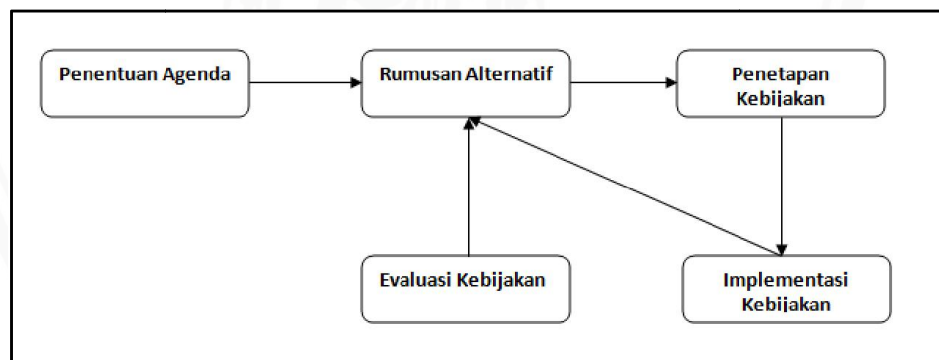 Penentuan Agenda
Rumusan Alternatif
Penetapan
Kebijakan
Evaluasi Kebijakan
Implementasi
Kebijakan